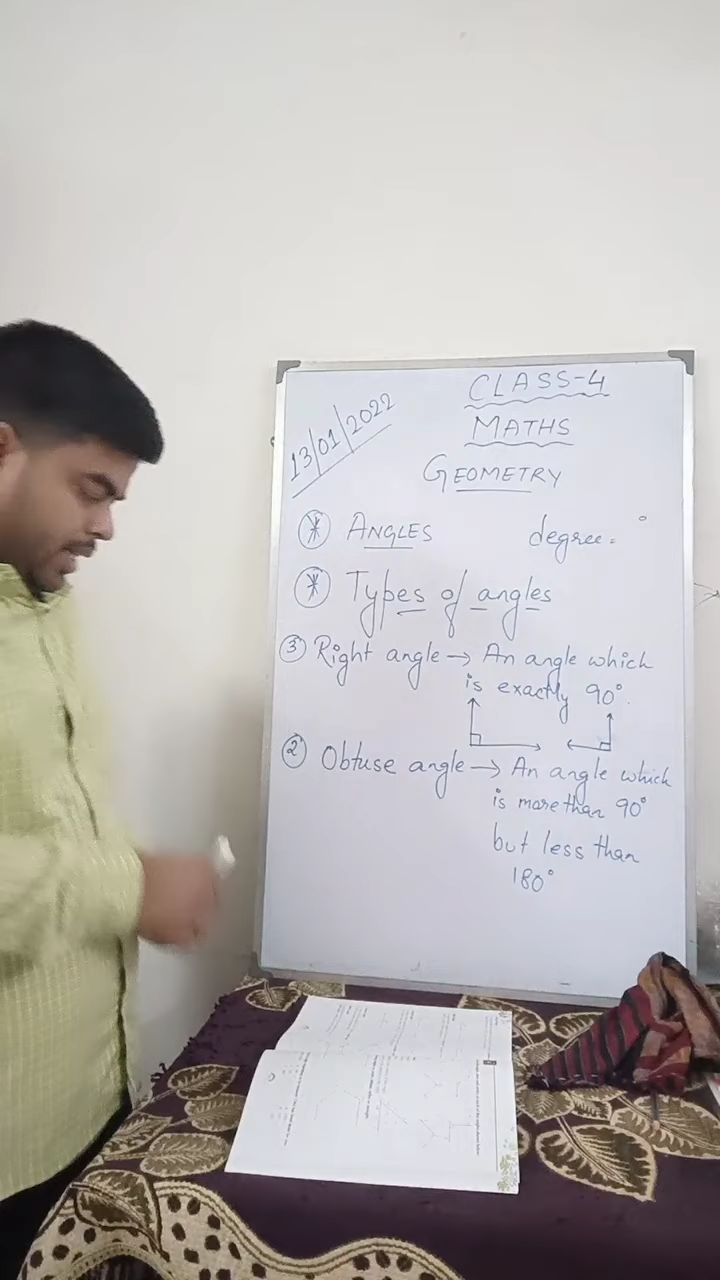 CLASS-4
13/01/2022
MATHS
GEOMETRY
* ANGLES degree = °
* Types of angles
③ Right angle → An angle which
is exactly 90°.
② Obtuse angle → An angle which
is more than 90°
but less than
180°